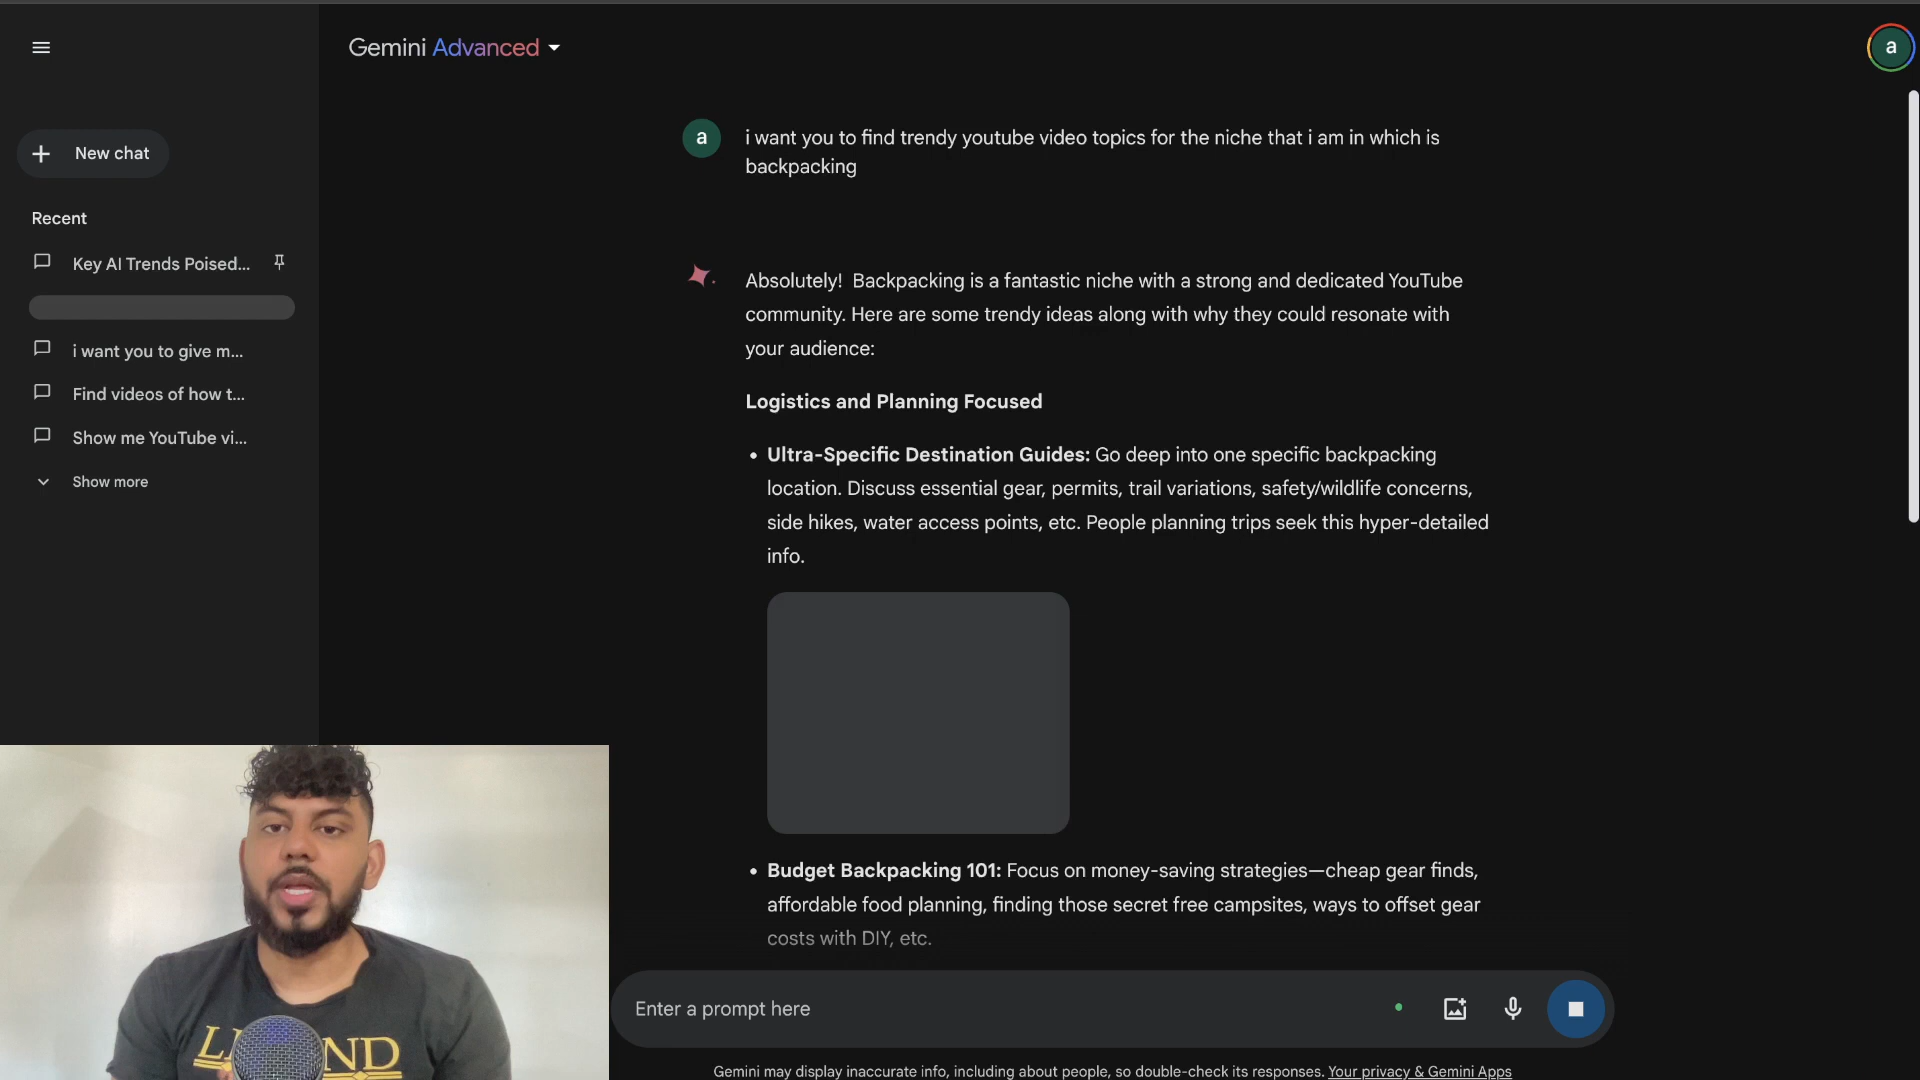 Gemini Advanced
a
New chat
Recent
Key AI Trends Poised...
i want you to give m...
Find videos of how t...
Show me YouTube vi...
Show more
a
i want you to find trendy youtube video topics for the niche that i am in which is
backpacking
Absolutely! Backpacking is a fantastic niche with a strong and dedicated YouTube
community. Here are some trendy ideas along with why they could resonate with
your audience:
Logistics and Planning Focused
• Ultra-Specific Destination Guides: Go deep into one specific backpacking
location. Discuss essential gear, permits, trail variations, safety/wildlife concerns,
side hikes, water access points, etc. People planning trips seek this hyper-detailed
info.
• Budget Backpacking 101: Focus on money-saving strategies—cheap gear finds,
affordable food planning, finding those secret free campsites, ways to offset gear
costs with DIY, etc.
Enter a prompt here
Gemini may display inaccurate info, including about people, so double-check its responses. Your privacy & Gemini Apps